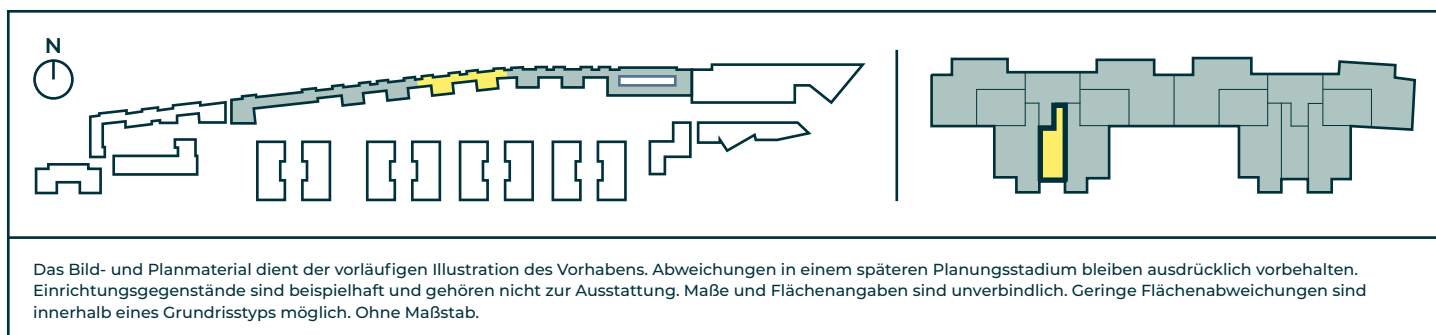 N
Das Bild- und Planmaterial dient der vorläufigen Illustration des Vorhabens. Abweichungen in einem späteren Planungsstadium bleiben ausdrücklich vorbehalten.
Einrichtungsgegenstände sind beispielhaft und gehören nicht zur Ausstattung. Maße und Flächenangaben sind unverbindlich. Geringe Flächenabweichungen sind
innerhalb eines Grundrisstyps möglich. Ohne Maßstab.